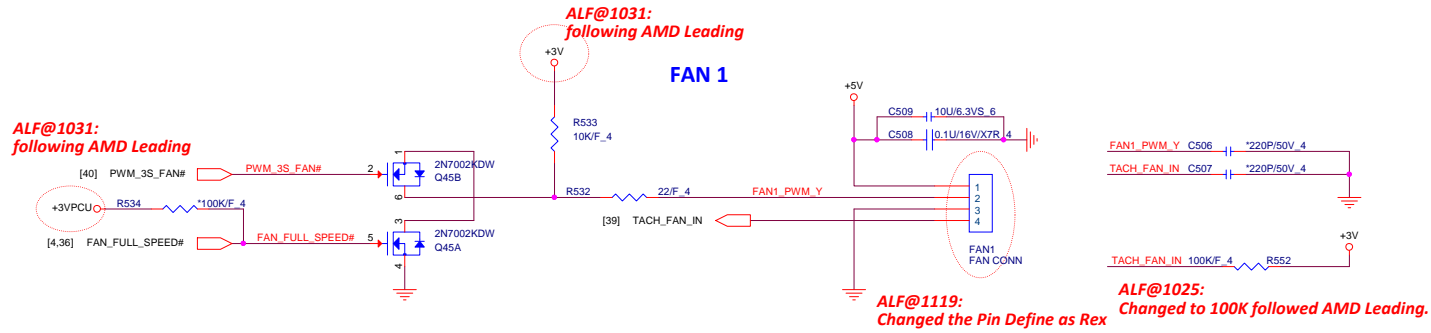 ALF@1031:
following AMD Leading
+3V
FAN 1
+5V
C509 10U/6.3VS_6
C508 0.1U/16V/X7R_4
R533
10K/F_4
ALF@1031:
following AMD Leading
1
2N7002KDW
Q45B
[40] PWM_3S_FAN# PWM_3S_FAN# 2
6
FAN1_PWM_Y C506 *220P/50V_4
TACH_FAN_IN C507 *220P/50V_4
R532 22/F_4 FAN1_PWM_Y
1
2
3
4
+3VPCU R534 *100K/F_4
[39] TACH_FAN_IN
3
2N7002KDW
Q45A
[4,36] FAN_FULL_SPEED# FAN_FULL_SPEED# 5
4
FAN1
FAN CONN
+3V
TACH_FAN_IN 100K/F_4 R552
ALF@1119:
Changed the Pin Define as Rex
ALF@1025:
Changed to 100K followed AMD Leading.